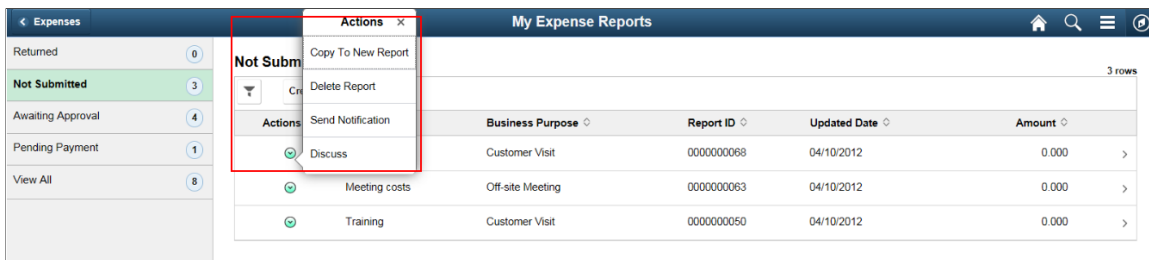 Expenses
Actions ×
My Expense Reports
Returned 0
Not Submitted 3
Awaiting Approval 4
Pending Payment 1
View All 8
Copy To New Report
Delete Report
Send Notification
Discuss
Not Subm
3 rows
Cre
Actions Business Purpose Report ID Updated Date Amount
Customer Visit 0000000068 04/10/2012 0.000
Meeting costs Off-site Meeting 0000000063 04/10/2012 0.000
Training Customer Visit 0000000050 04/10/2012 0.000